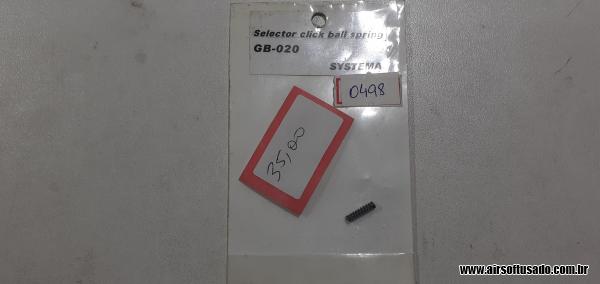 Selector click ball spring
GB-020
SYSTEMA
0498
35,00
www.airsoftusado.com.br